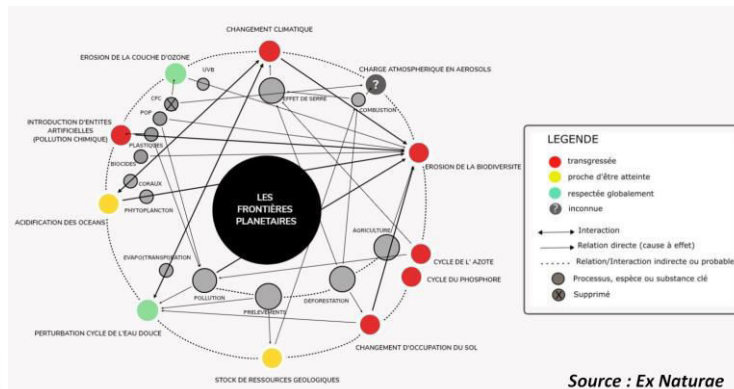 CHANGEMENT CLIMATIQUE
EROSION DE LA COUCHE D'OZONE
UVB
CHARGE ATMOSPHERIQUE EN AEROSOLS
?
CFC
EFFET DE SERRE
COMBUSTION
POP
INTRODUCTION D'ENTITES
ARTIFICIELLES
(POLLUTION CHIMIQUE)
PLASTIQUES
BIOCIDES
EROSION DE LA BIODIVERSITE
CORAUX
LES
FRONTIÈRES
PLANETAIRES
ACIDIFICATION DES OCEANS
PHYTOPLANCTON
AGRICULTURE
EVAPOTRANSPIRATION
CYCLE DE L' AZOTE
CYCLE DU PHOSPHORE
POLLUTION
DEFORESTATION
PRELEVEMENTS
PERTURBATION CYCLE DE L'EAU DOUCE
CHANGEMENT D'OCCUPATION DU SOL
STOCK DE RESSOURCES GEOLOGIQUES
LEGENDE
transgressée
proche d'être atteinte
respectée globalement
? inconnue
Interaction
Relation directe (cause à effet)
Relation/Interaction indirecte ou probable
Processus, espèce ou substance clé
X Supprimé
Source : Ex Naturae